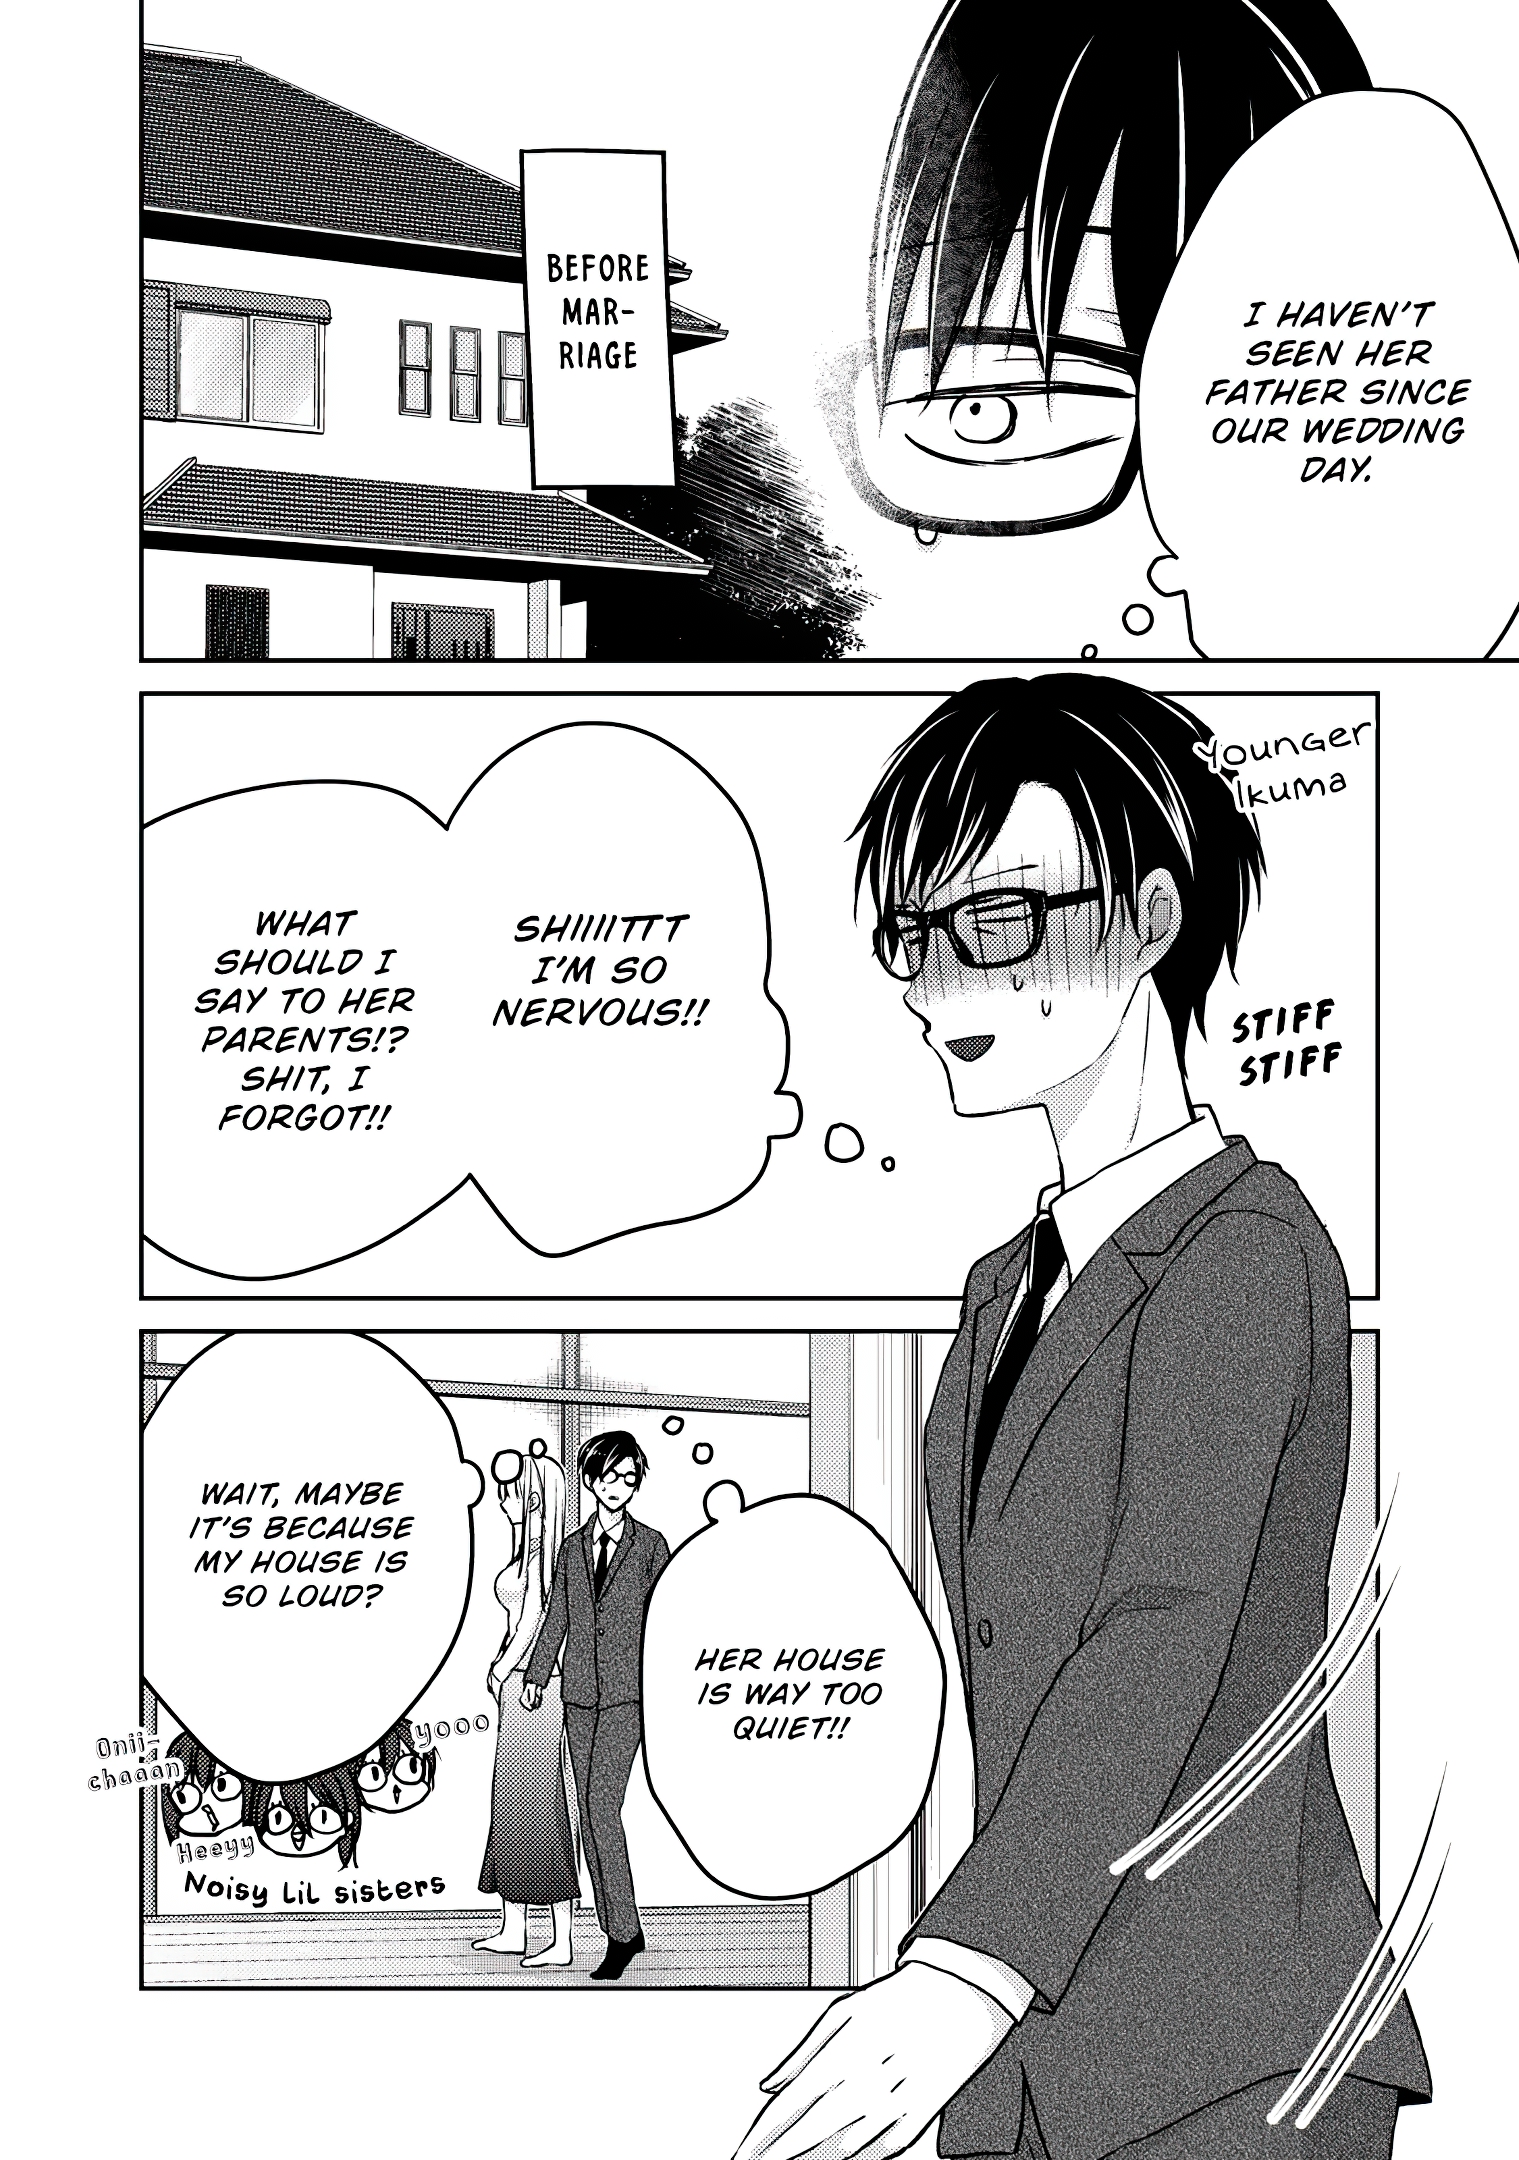 I HAVEN'T
SEEN HER
FATHER SINCE
OUR WEDDING
DAY.
BEFORE
MAR-
RIAGE
Younger
Ikuma
SHIIIITTT
I'M SO
NERVOUS!!
WHAT
SHOULD I
SAY TO HER
PARENTS!?
SHIT, I
FORGOT!!
STIFF
STIFF
HER HOUSE
IS WAY TOO
QUIET!!
WAIT, MAYBE
IT'S BECAUSE
MY HOUSE IS
SO LOUD?
yooo
Onii-
chaaan
Heeyy
Noisy Lil sisters